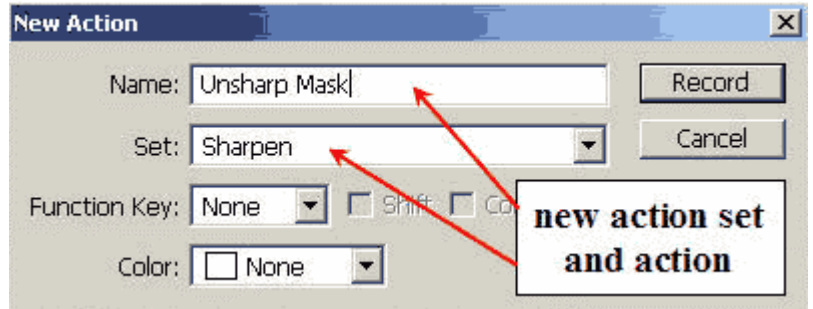 New Action
Name: Unsharp Mask Record
Set: Sharpen Cancel
Function Key: None Shift
Color: None
new action set
and action